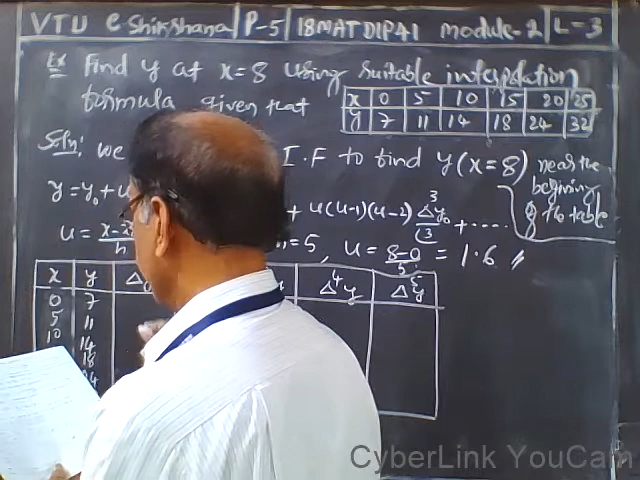 VTU e-Shikshana P-5 18MATDIP41 module-2 L-3
Ex Find y at x=8 using suitable interpolation
formula given that
x 0 5 10 15 20 25
y 7 11 14 18 24 32
Soln: we I.F to find y(x=8) near the
begining
of the table
y=y₀+u + u(u-1)(u-2) Δ³y₀/3 + ....
u = x-x₀/h =5, u = 8-0/5 = 1.6 //
x y Δy Δ⁴y Δ⁵y
0 7
5 11
10 14
18
24
CyberLink YouCam